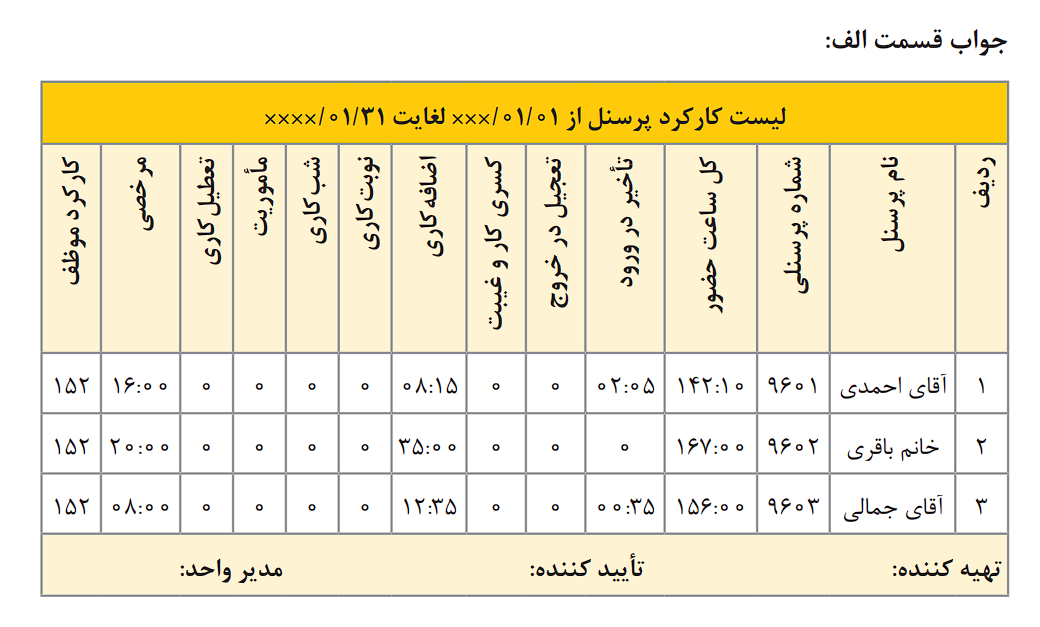 جواب قسمت الف:
لیست کارکرد پرسنل از ۰۱/۰۱/××× لغایت ۰۱/۳۱/××××
ردیف نام پرسنل شماره پرسنلی کل ساعت حضور تأخیر در ورود تعجیل در خروج کسری کار و غیبت اضافه‌کاری نوبت‌کاری شب‌کاری مأموریت تعطیل‌کاری مرخصی کارکرد موظف
۱ آقای احمدی ۹۶۰۱ ۱۴۲:۱۰ ۰۲:۰۵ ۰ ۰ ۰۸:۱۵ ۰ ۰ ۰ ۰ ۱۶:۰۰ ۱۵۲
۲ خانم باقری ۹۶۰۲ ۱۶۷:۰۰ ۰ ۰ ۰ ۳۵:۰۰ ۰ ۰ ۰ ۰ ۲۰:۰۰ ۱۵۲
۳ آقای جمالی ۹۶۰۳ ۱۵۶:۰۰ ۰۰:۳۵ ۰ ۰ ۱۲:۳۵ ۰ ۰ ۰ ۰ ۰۸:۰۰ ۱۵۲
تهیه کننده: تأیید کننده: مدیر واحد: